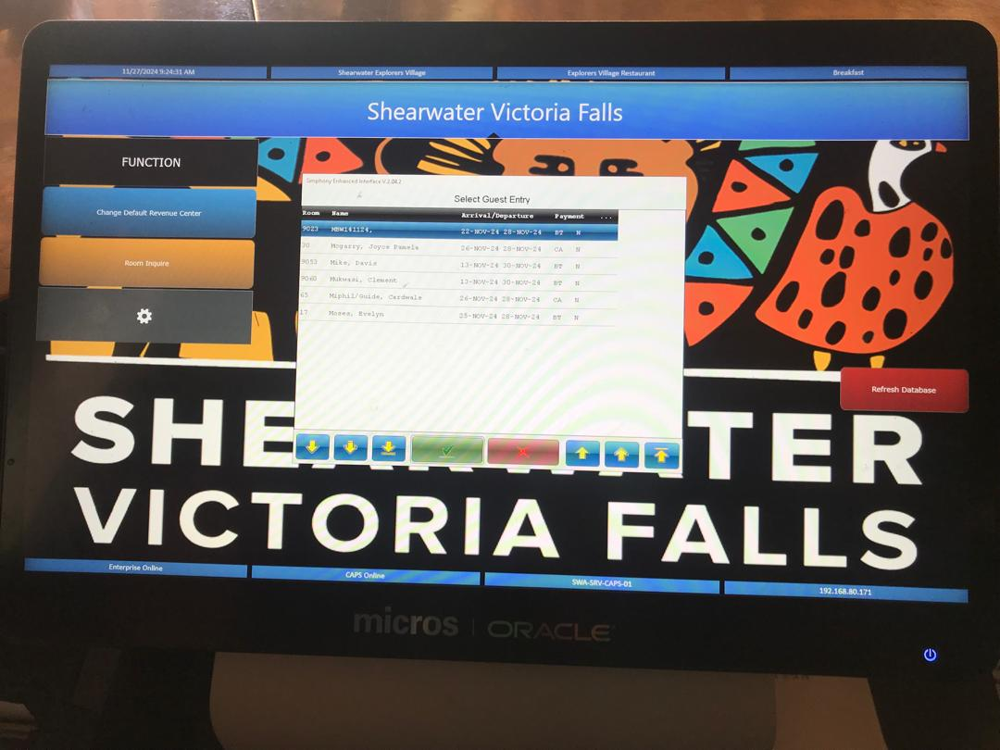 11/27/2024 9:24:31 AM Shearwater Explorers Village Explorers Village Restaurant Breakfast
Shearwater Victoria Falls
FUNCTION
Change Default Revenue Center
Room Inquire
Simphony Enhanced Interface V.2.04.2
Select Guest Entry
Room Name Arrival/Departure Payment ...
9023 MBW141124, 22-NOV-24 28-NOV-24 BT N
30 Mcgarry, Joyce Pamela 26-NOV-24 28-NOV-24 CA N
9053 Mike, Davis 13-NOV-24 30-NOV-24 BT N
9060 Mukwasi, Clement 13-NOV-24 30-NOV-24 BT N
65 Miphil/Guide, Cardwale 26-NOV-24 28-NOV-24 CA N
17 Moses, Evelyn 25-NOV-24 28-NOV-24 BT N
Refresh Database
SHEARWATER
VICTORIA FALLS
Enterprise Online CAPS Online SWA-SRV-CAPS-01 192.168.80.171
micros | ORACLE